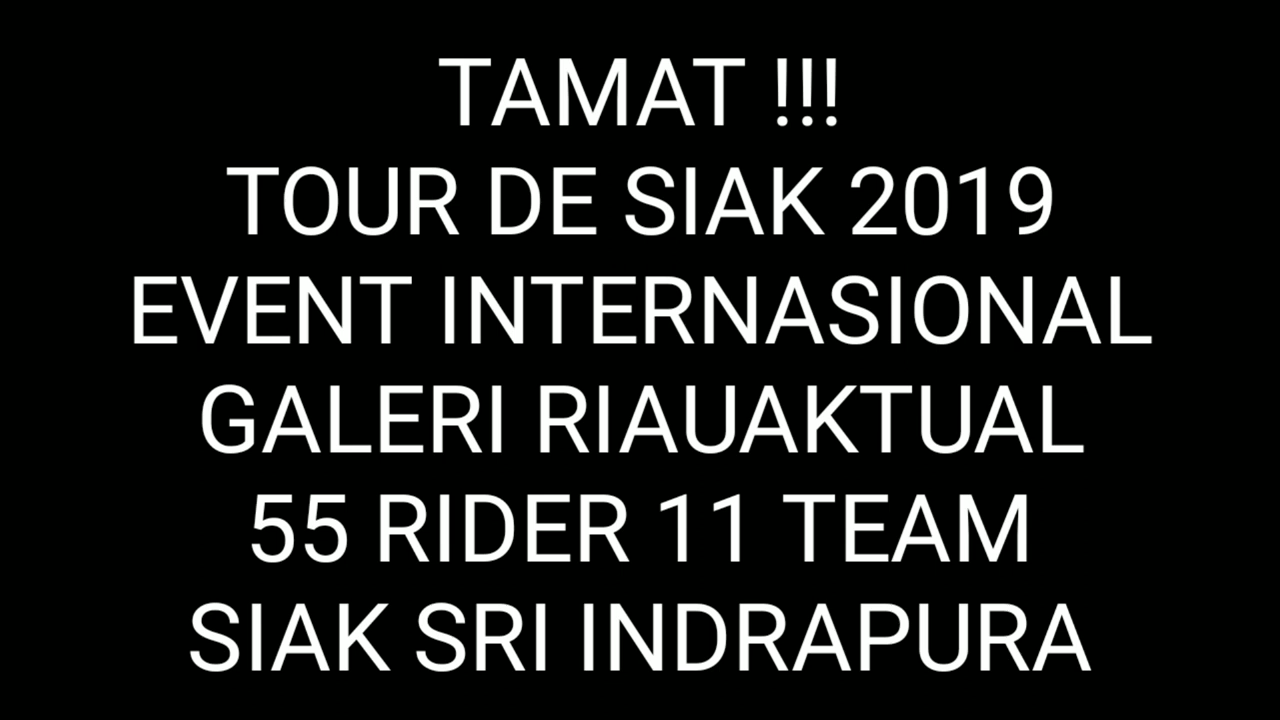 TAMAT !!!
TOUR DE SIAK 2019
EVENT INTERNASIONAL
GALERI RIAUAKTUAL
55 RIDER 11 TEAM
SIAK SRI INDRAPURA